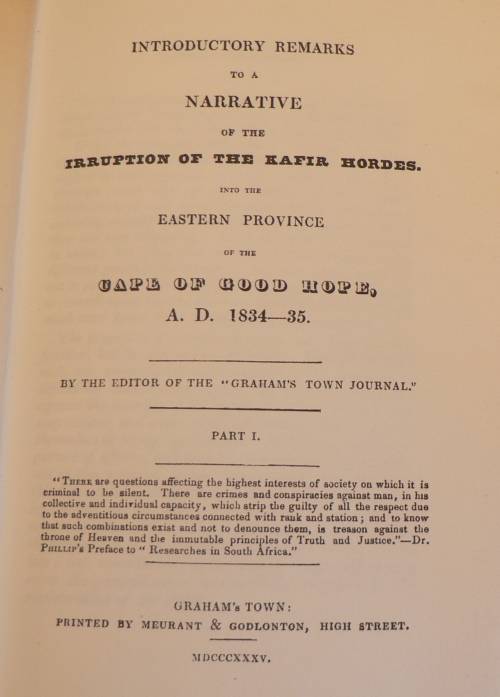 INTRODUCTORY REMARKS
TO A
NARRATIVE
OF THE
IRRUPTION OF THE KAFIR HORDES.
INTO THE
EASTERN PROVINCE
OF THE
CAPE OF GOOD HOPE,
A. D. 1834—35.
BY THE EDITOR OF THE "GRAHAM'S TOWN JOURNAL."
PART I.
"THERE are questions affecting the highest interests of society on which it is
criminal to be silent. There are crimes and conspiracies against man, in his
collective and individual capacity, which strip the guilty of all the respect due
to the adventitious circumstances connected with rank and station; and to know
that such combinations exist and not to denounce them, is treason against the
throne of Heaven and the immutable principles of Truth and Justice."—Dr.
PHILLIP'S Preface to "Researches in South Africa."
GRAHAM's TOWN:
PRINTED BY MEURANT & GODLONTON, HIGH STREET.
MDCCCXXXV.